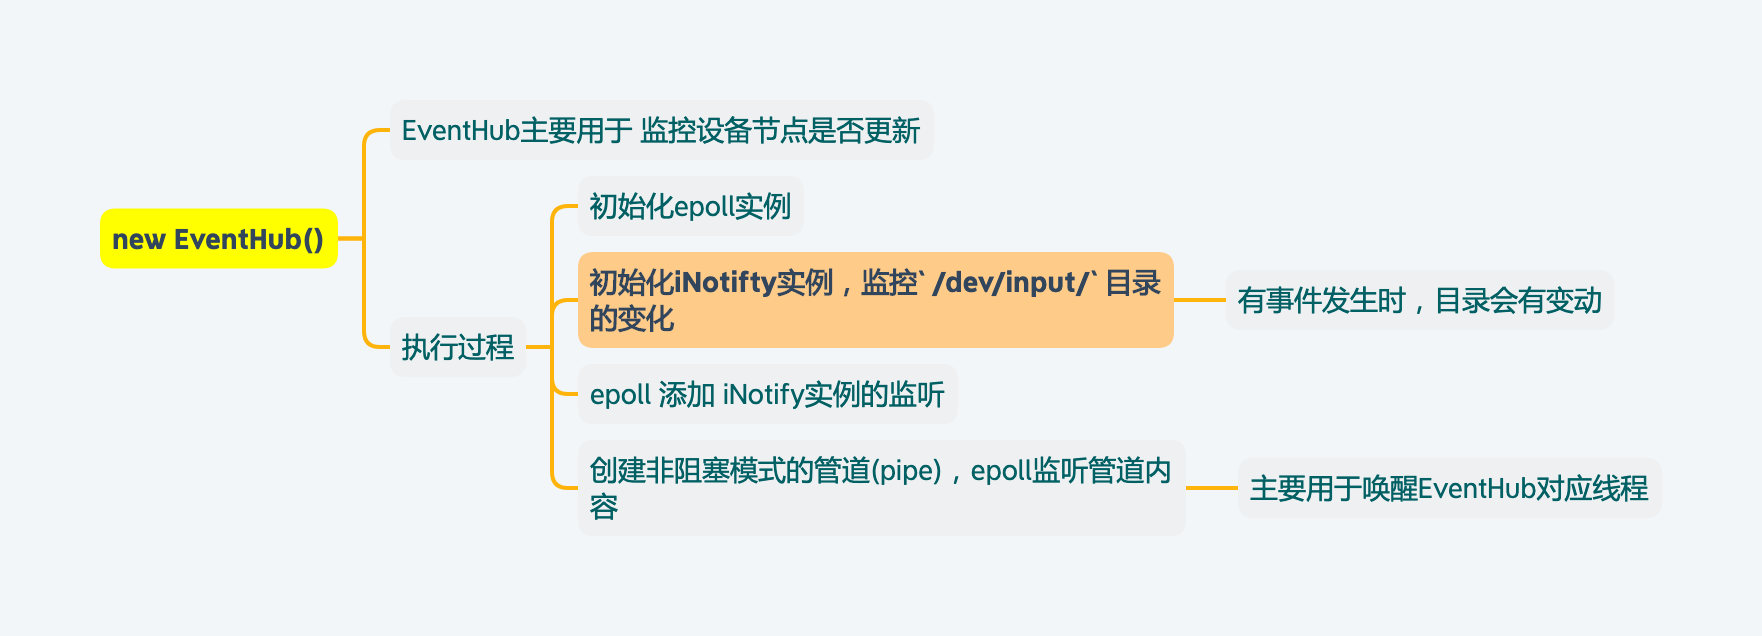 new EventHub()
EventHub主要用于 监控设备节点是否更新
执行过程
初始化epoll实例
初始化iNotifty实例，监控` /dev/input/` 目录
的变化
有事件发生时，目录会有变动
epoll 添加 iNotify实例的监听
创建非阻塞模式的管道(pipe)，epoll监听管道内
容
主要用于唤醒EventHub对应线程